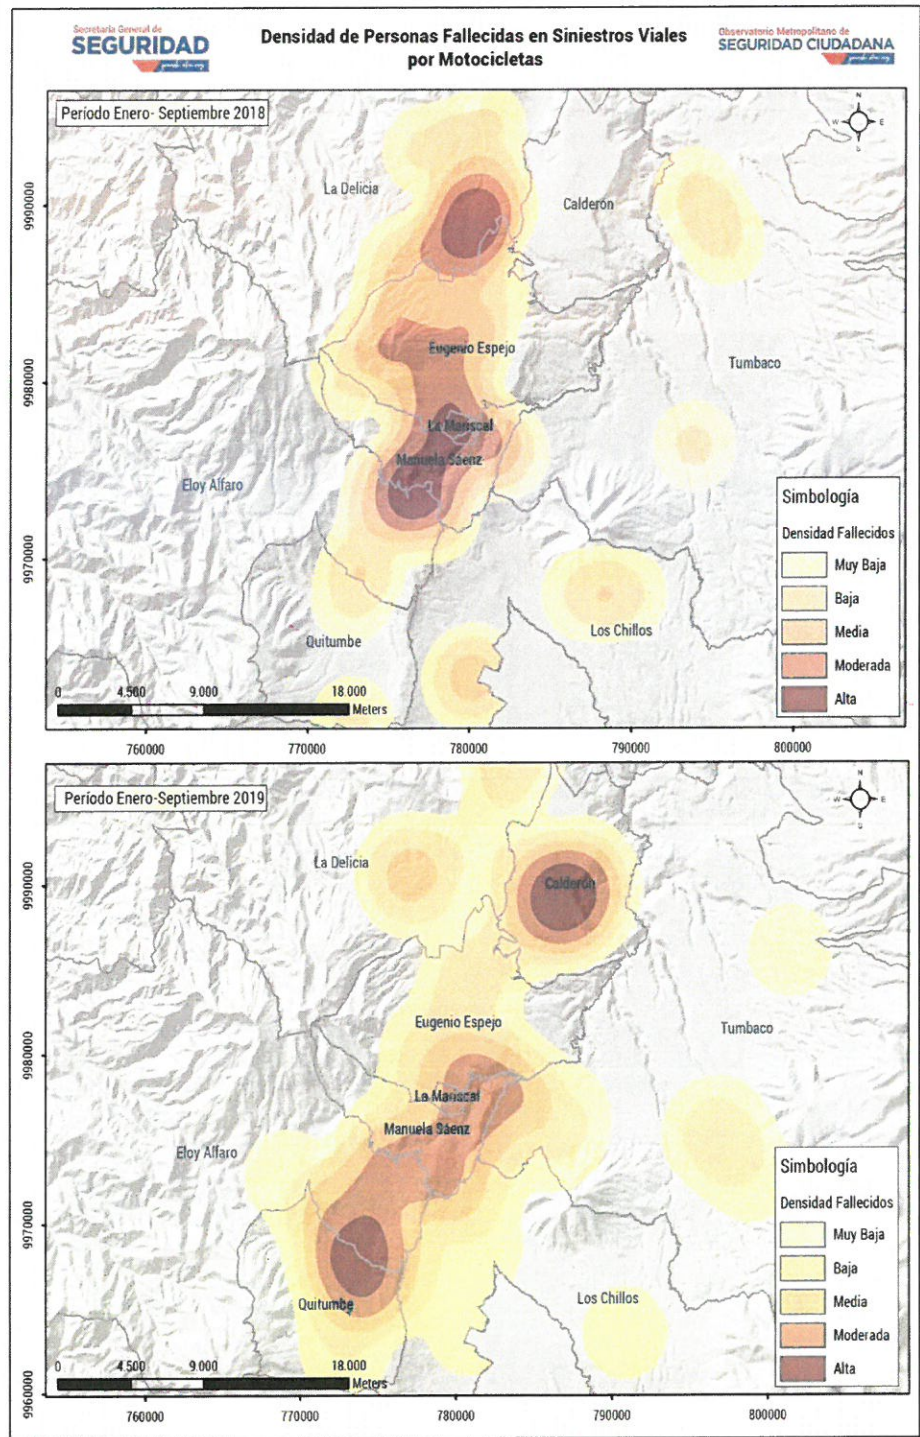 Secretaría General de
SEGURIDAD
Densidad de Personas Fallecidas en Siniestros Viales
por Motocicletas
Observatorio Metropolitano de
SEGURIDAD CIUDADANA
Período Enero- Septiembre 2018
N
W E
S
La Delicia
Calderón
Eugenio Espejo
Tumbaco
La Mariscal
Manuela Sáenz
Eloy Alfaro
Quitumbe
Los Chillos
Simbología
Densidad Fallecidos
Muy Baja
Baja
Media
Moderada
Alta
0 4.500 9.000 18.000
Meters
9990000
9980000
9970000
760000 770000 780000 790000 800000
Período Enero-Septiembre 2019
N
W E
S
La Delicia
Calderón
Eugenio Espejo
Tumbaco
La Mariscal
Manuela Sáenz
Eloy Alfaro
Quitumbe
Los Chillos
Simbología
Densidad Fallecidos
Muy Baja
Baja
Media
Moderada
Alta
0 4.500 9.000 18.000
Meters
9990000
9980000
9970000
9960000
760000 770000 780000 790000 800000